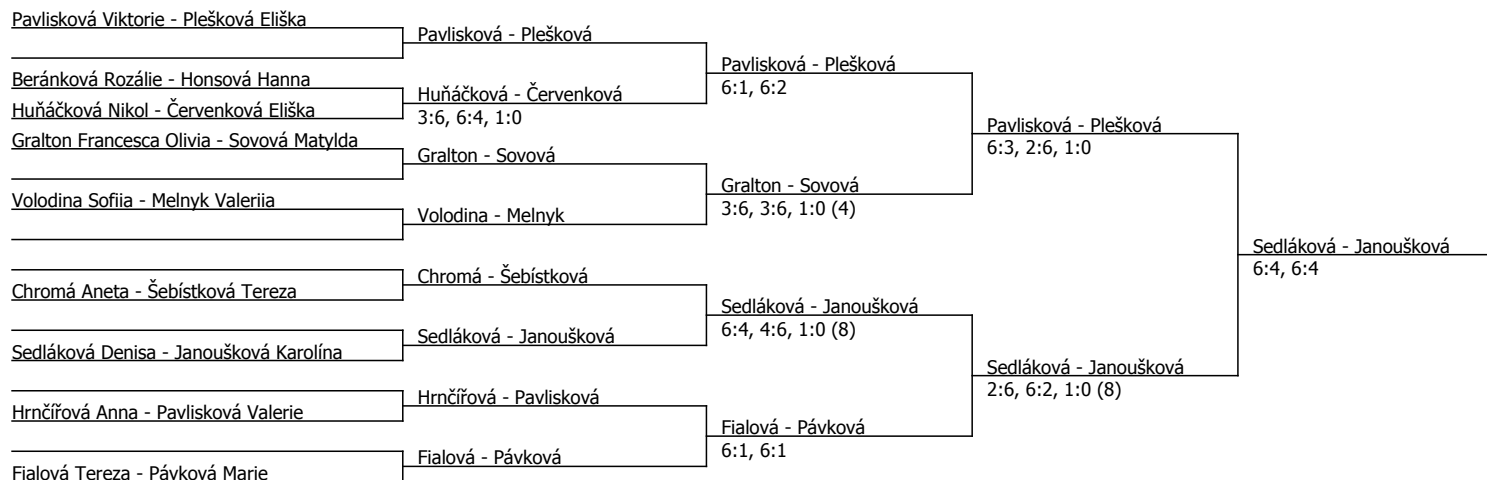 Pavlisková Viktorie - Plešková Eliška
Beránková Rozálie - Honsová Hanna
Huňáčková Nikol - Červenková Eliška
Gralton Francesca Olivia - Sovová Matylda
Volodina Sofiia - Melnyk Valeriia
Chromá Aneta - Šebístková Tereza
Sedláková Denisa - Janoušková Karolína
Hrnčířová Anna - Pavlisková Valerie
Fialová Tereza - Pávková Marie
Pavlisková - Plešková
Huňáčková - Červenková
3:6, 6:4, 1:0
Gralton - Sovová
Volodina - Melnyk
Chromá - Šebístková
Sedláková - Janoušková
Hrnčířová - Pavlisková
Fialová - Pávková
Pavlisková - Plešková
6:1, 6:2
Gralton - Sovová
3:6, 3:6, 1:0 (4)
Sedláková - Janoušková
6:4, 4:6, 1:0 (8)
Fialová - Pávková
6:1, 6:1
Pavlisková - Plešková
6:3, 2:6, 1:0
Sedláková - Janoušková
2:6, 6:2, 1:0 (8)
Sedláková - Janoušková
6:4, 6:4